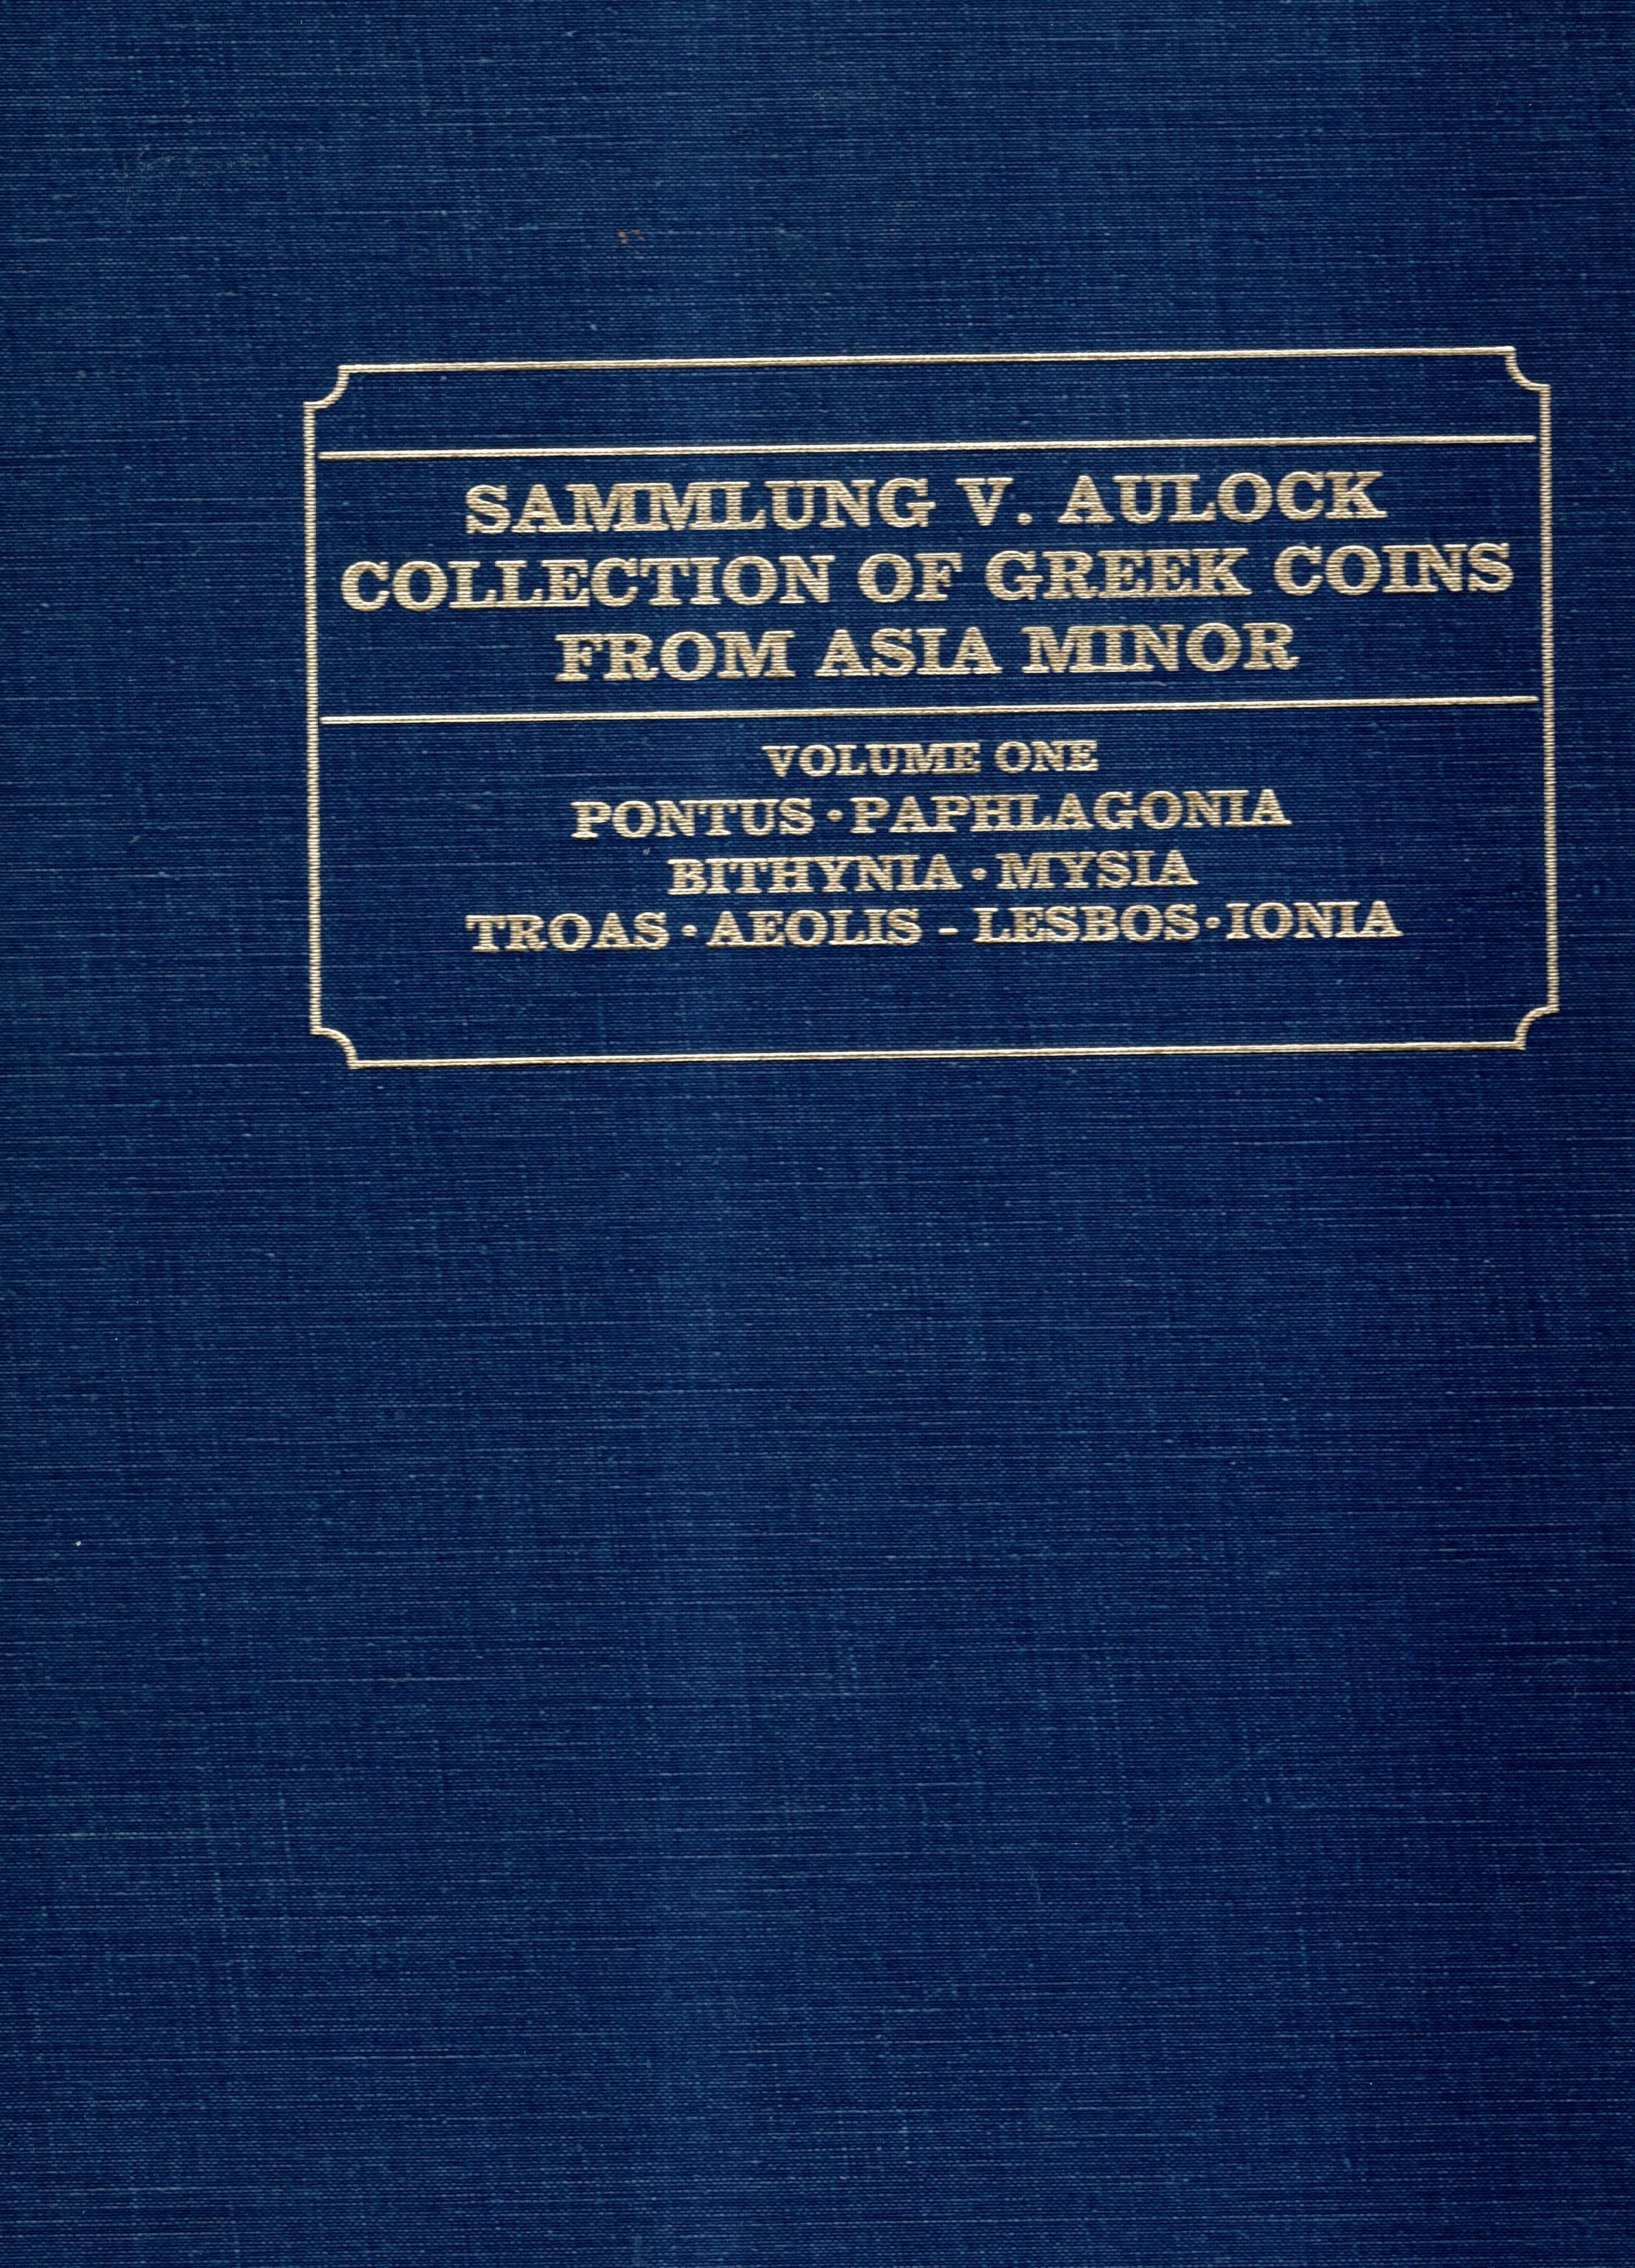 SAMMLUNG V. AULOCK
COLLECTION OF GREEK COINS
FROM ASIA MINOR
VOLUME ONE
PONTUS • PAPHLAGONIA
BITHYNIA • MYSIA
TROAS • AEOLIS - LESBOS • IONIA